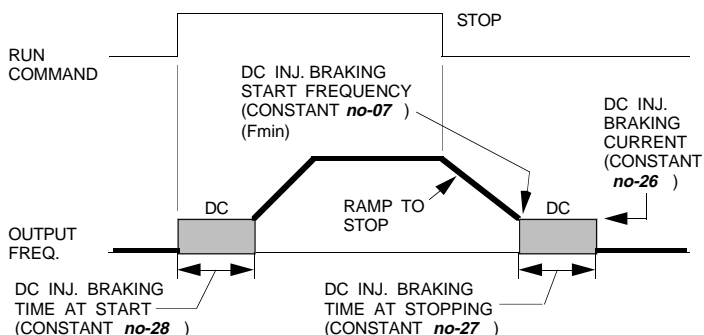 STOP
RUN
COMMAND
DC INJ. BRAKING
START FREQUENCY
(CONSTANT no-07 )
(Fmin)
DC INJ.
BRAKING
CURRENT
(CONSTANT
no-26 )
DC
RAMP TO
STOP
DC
OUTPUT
FREQ.
DC INJ. BRAKING
TIME AT START
(CONSTANT no-28 )
DC INJ. BRAKING
TIME AT STOPPING
(CONSTANT no-27 )